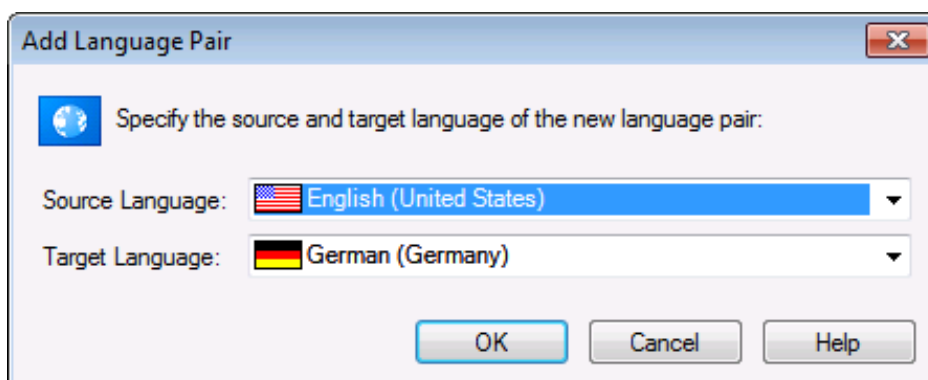 Add Language Pair
Specify the source and target language of the new language pair:
Source Language: English (United States)
Target Language: German (Germany)
OK Cancel Help